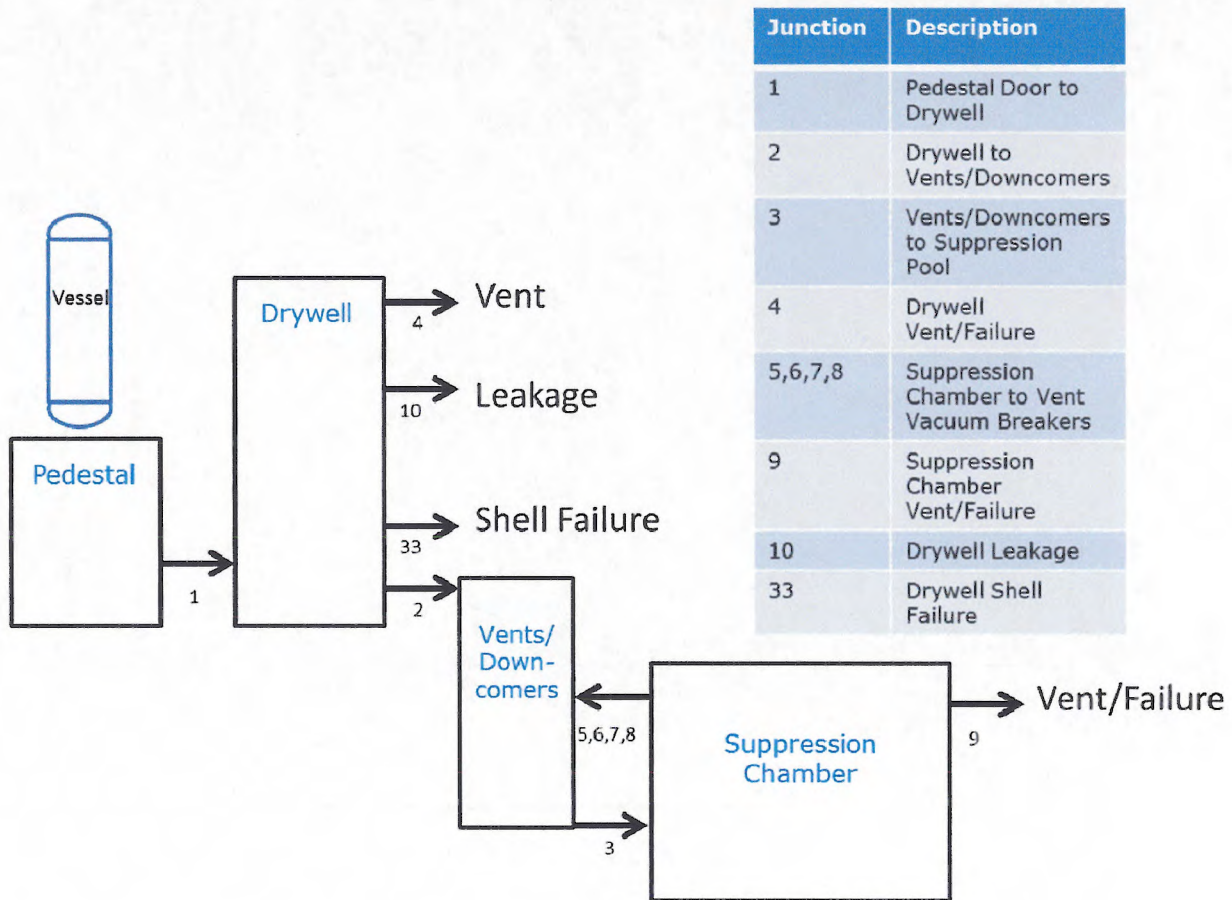 Junction Description
1 Pedestal Door to
Drywell
2 Drywell to
Vents/Downcomers
3 Vents/Downcomers
to Suppression
Pool
4 Drywell
Vent/Failure
5,6,7,8 Suppression
Chamber to Vent
Vacuum Breakers
9 Suppression
Chamber
Vent/Failure
10 Drywell Leakage
33 Drywell Shell
Failure
Vessel
Pedestal
1
Drywell
4
Vent
10
Leakage
33
Shell Failure
2
Vents/
Down-
comers
5,6,7,8
3
Suppression
Chamber
9
Vent/Failure